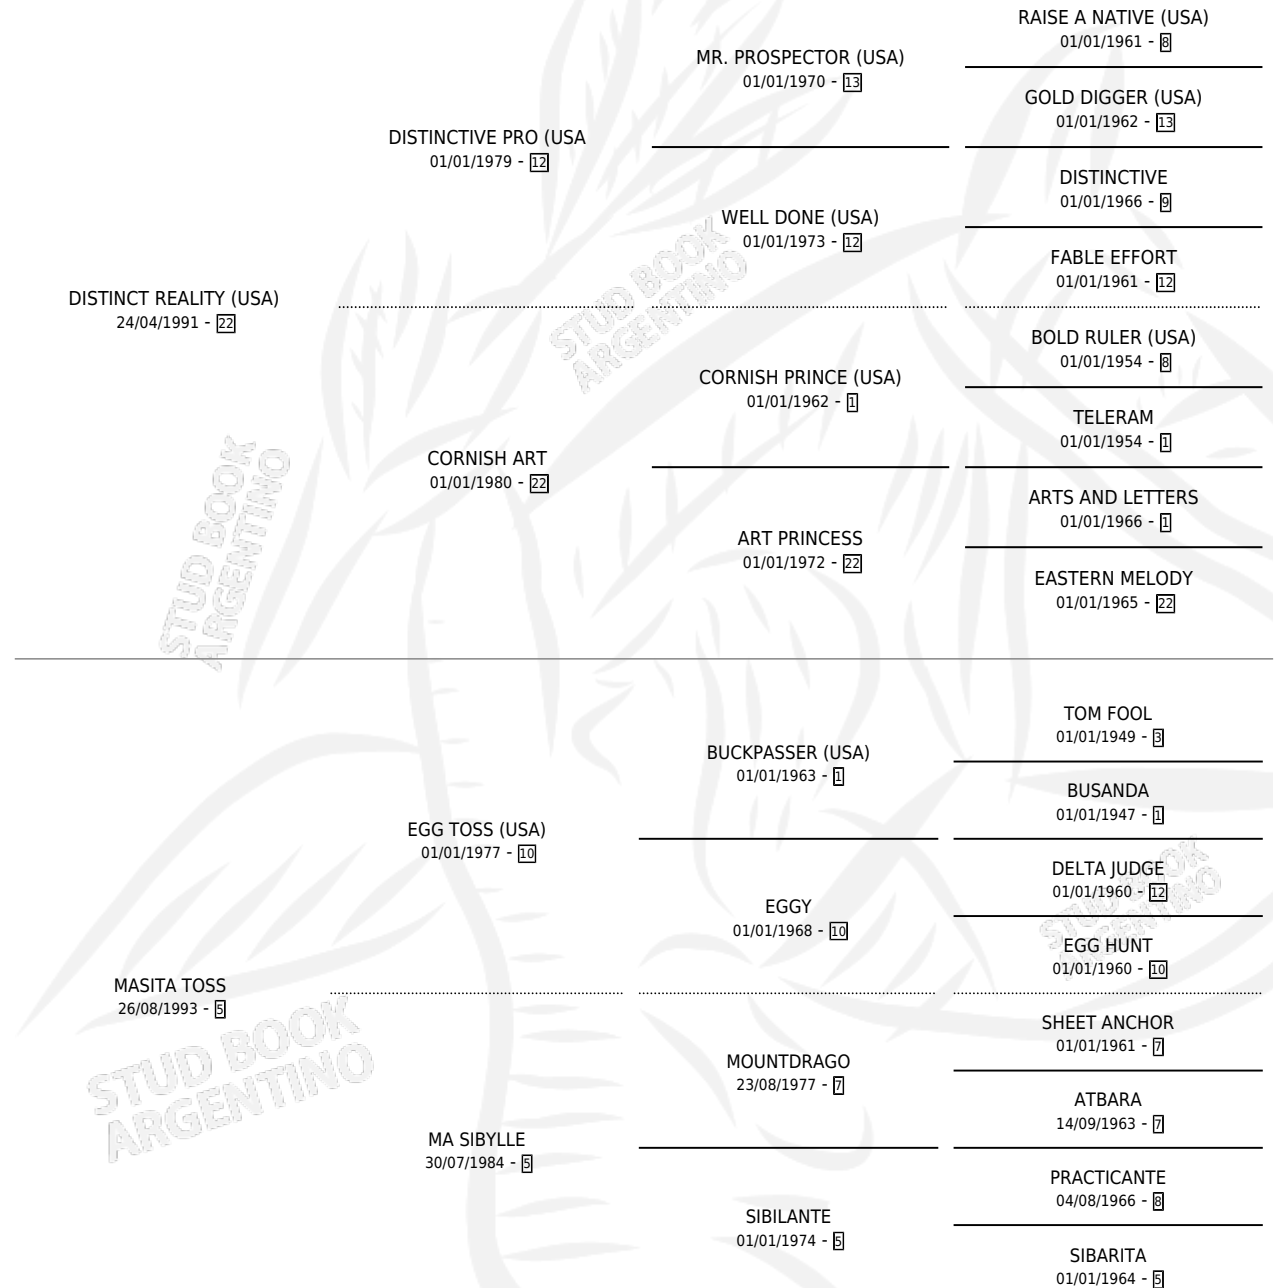 RAISE A NATIVE (USA)
01/01/1961 - 8
MR. PROSPECTOR (USA)
01/01/1970 - 13
GOLD DIGGER (USA)
01/01/1962 - 13
DISTINCTIVE PRO (USA
01/01/1979 - 12
DISTINCTIVE
01/01/1966 - 9
WELL DONE (USA)
01/01/1973 - 12
FABLE EFFORT
01/01/1961 - 12
DISTINCT REALITY (USA)
24/04/1991 - 22
BOLD RULER (USA)
01/01/1954 - 8
CORNISH PRINCE (USA)
01/01/1962 - 1
TELERAM
01/01/1954 - 1
CORNISH ART
01/01/1980 - 22
ARTS AND LETTERS
01/01/1966 - 1
ART PRINCESS
01/01/1972 - 22
EASTERN MELODY
01/01/1965 - 22
TOM FOOL
01/01/1949 - 3
BUCKPASSER (USA)
01/01/1963 - 1
BUSANDA
01/01/1947 - 1
EGG TOSS (USA)
01/01/1977 - 10
DELTA JUDGE
01/01/1960 - 12
EGGY
01/01/1968 - 10
EGG HUNT
01/01/1960 - 10
MASITA TOSS
26/08/1993 - 5
SHEET ANCHOR
01/01/1961 - 7
MOUNTDRAGO
23/08/1977 - 7
ATBARA
14/09/1963 - 7
MA SIBYLLE
30/07/1984 - 5
PRACTICANTE
04/08/1966 - 8
SIBILANTE
01/01/1974 - 5
SIBARITA
01/01/1964 - 5
STUD BOOK
ARGENTINO
STUD BOOK
ARGENTINO
STUD BOOK
ARGENTINO
STUD BOOK
ARGENTINO